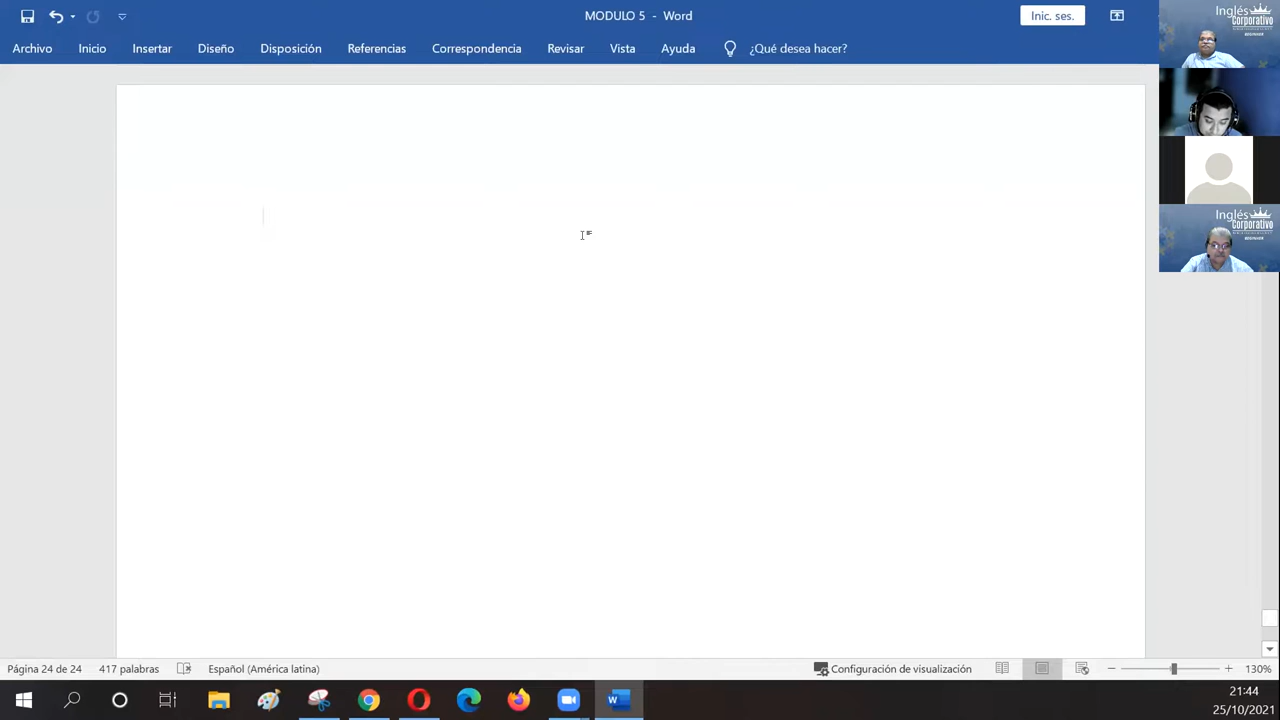 MODULO 5 - Word
Inic. ses.
Archivo Inicio Insertar Diseño Disposición Referencias Correspondencia Revisar Vista Ayuda ¿Qué desea hacer?
Inglés
Corporativo
Inglés
Corporativo
Página 24 de 24 417 palabras Español (América latina) Configuración de visualización 130%
21:44
25/10/2021